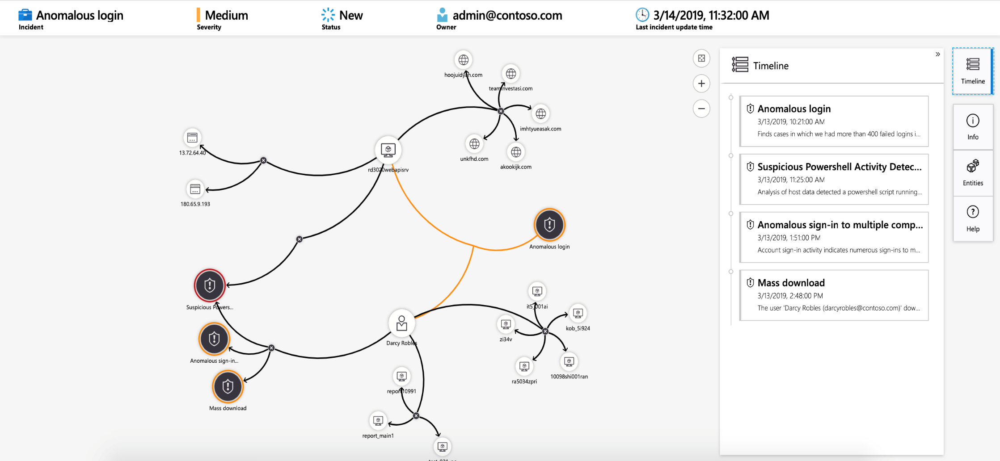 Anomalous login
Incident
Medium
Severity
New
Status
admin@contoso.com
Owner
3/14/2019, 11:32:00 AM
Last incident update time
hoojuidyah.com
teaminvestasi.com
imhtyueasak.com
unkfhd.com
akookijk.com
13.72.64.40
180.65.9.193
rd3020webapisrv
Anomalous login
Suspicious Powers...
Anomalous sign-in...
Mass download
Darcy Robles
it5_001ai
kob_5i924
zi34v
ra5034zpri
10098shi001ran
report10991
report_main1
Timeline
Anomalous login
3/13/2019, 10:21:00 AM
Finds cases in which we had more than 400 failed logins i...
Suspicious Powershell Activity Detec...
3/13/2019, 11:25:00 AM
Analysis of host data detected a powershell script running...
Anomalous sign-in to multiple comp...
3/13/2019, 1:51:00 PM
Account sign-in activity indicates numerous sign-ins to m...
Mass download
3/13/2019, 2:48:00 PM
The user 'Darcy Robles (darcyrobles@contoso.com)' dow...
Timeline
Info
Entities
Help